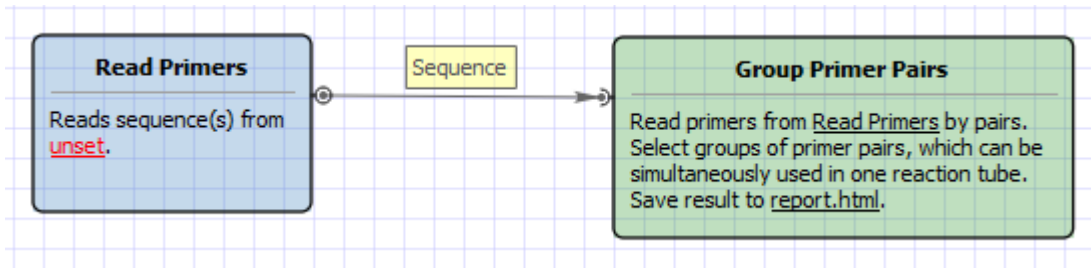 Read Primers
Reads sequence(s) from
unset.
Sequence
Group Primer Pairs
Read primers from Read Primers by pairs.
Select groups of primer pairs, which can be
simultaneously used in one reaction tube.
Save result to report.html.